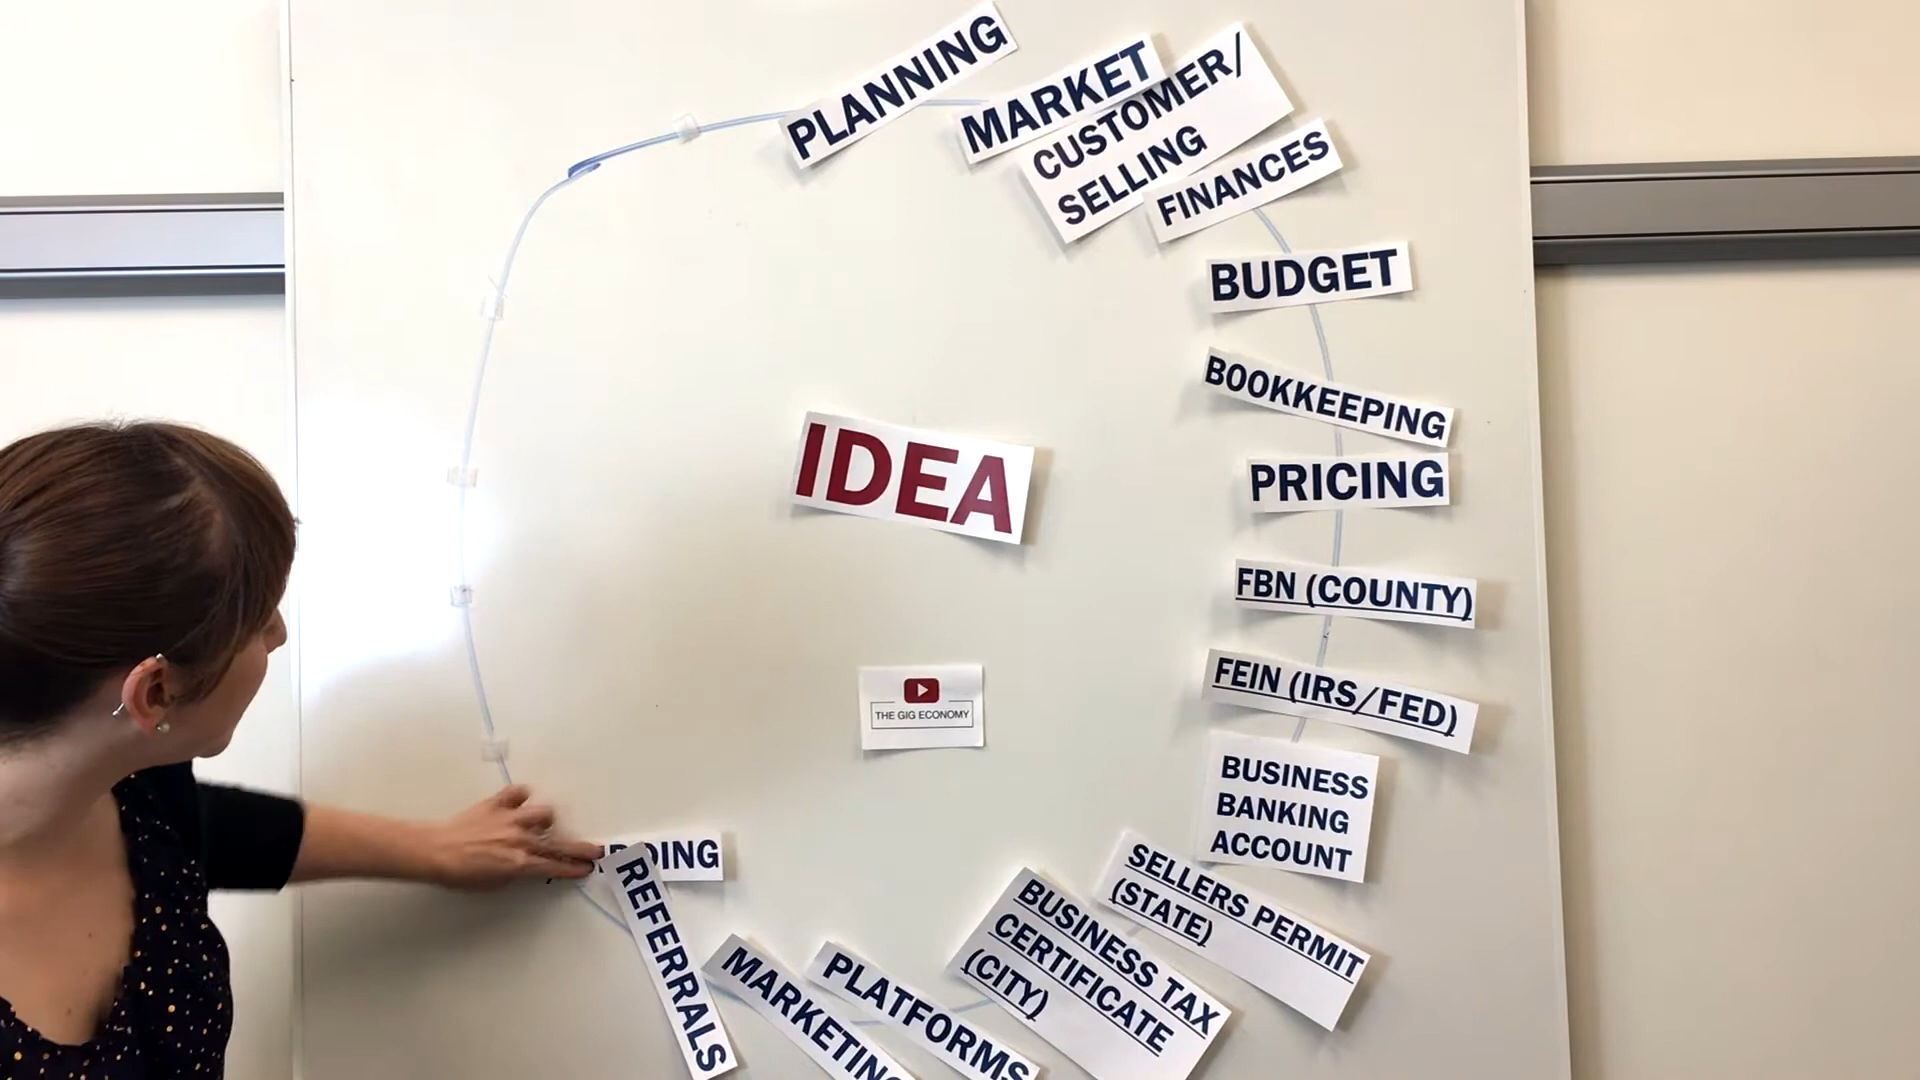 PLANNING
MARKET
CUSTOMER/
SELLING
FINANCES
BUDGET
BOOKKEEPING
PRICING
FBN (COUNTY)
FEIN (IRS/FED)
BUSINESS
BANKING
ACCOUNT
SELLERS PERMIT
(STATE)
BUSINESS TAX
CERTIFICATE
(CITY)
PLATFORMS
MARKETING
REFERRALS
IDEA
THE GIG ECONOMY